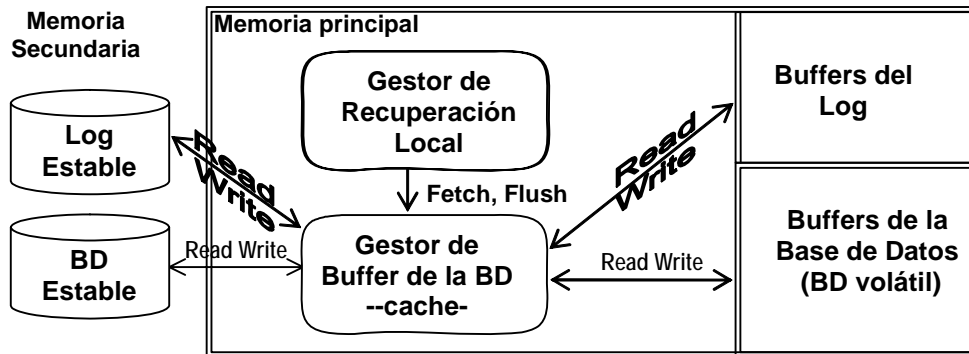 Memoria
Secundaria
Log
Estable
BD
Estable
Read
Write
Read Write
Memoria principal
Gestor de
Recuperación
Local
Fetch, Flush
Gestor de
Buffer de la BD
--cache-
Read
Write
Read Write
Buffers del
Log
Buffers de la
Base de Datos
(BD volátil)